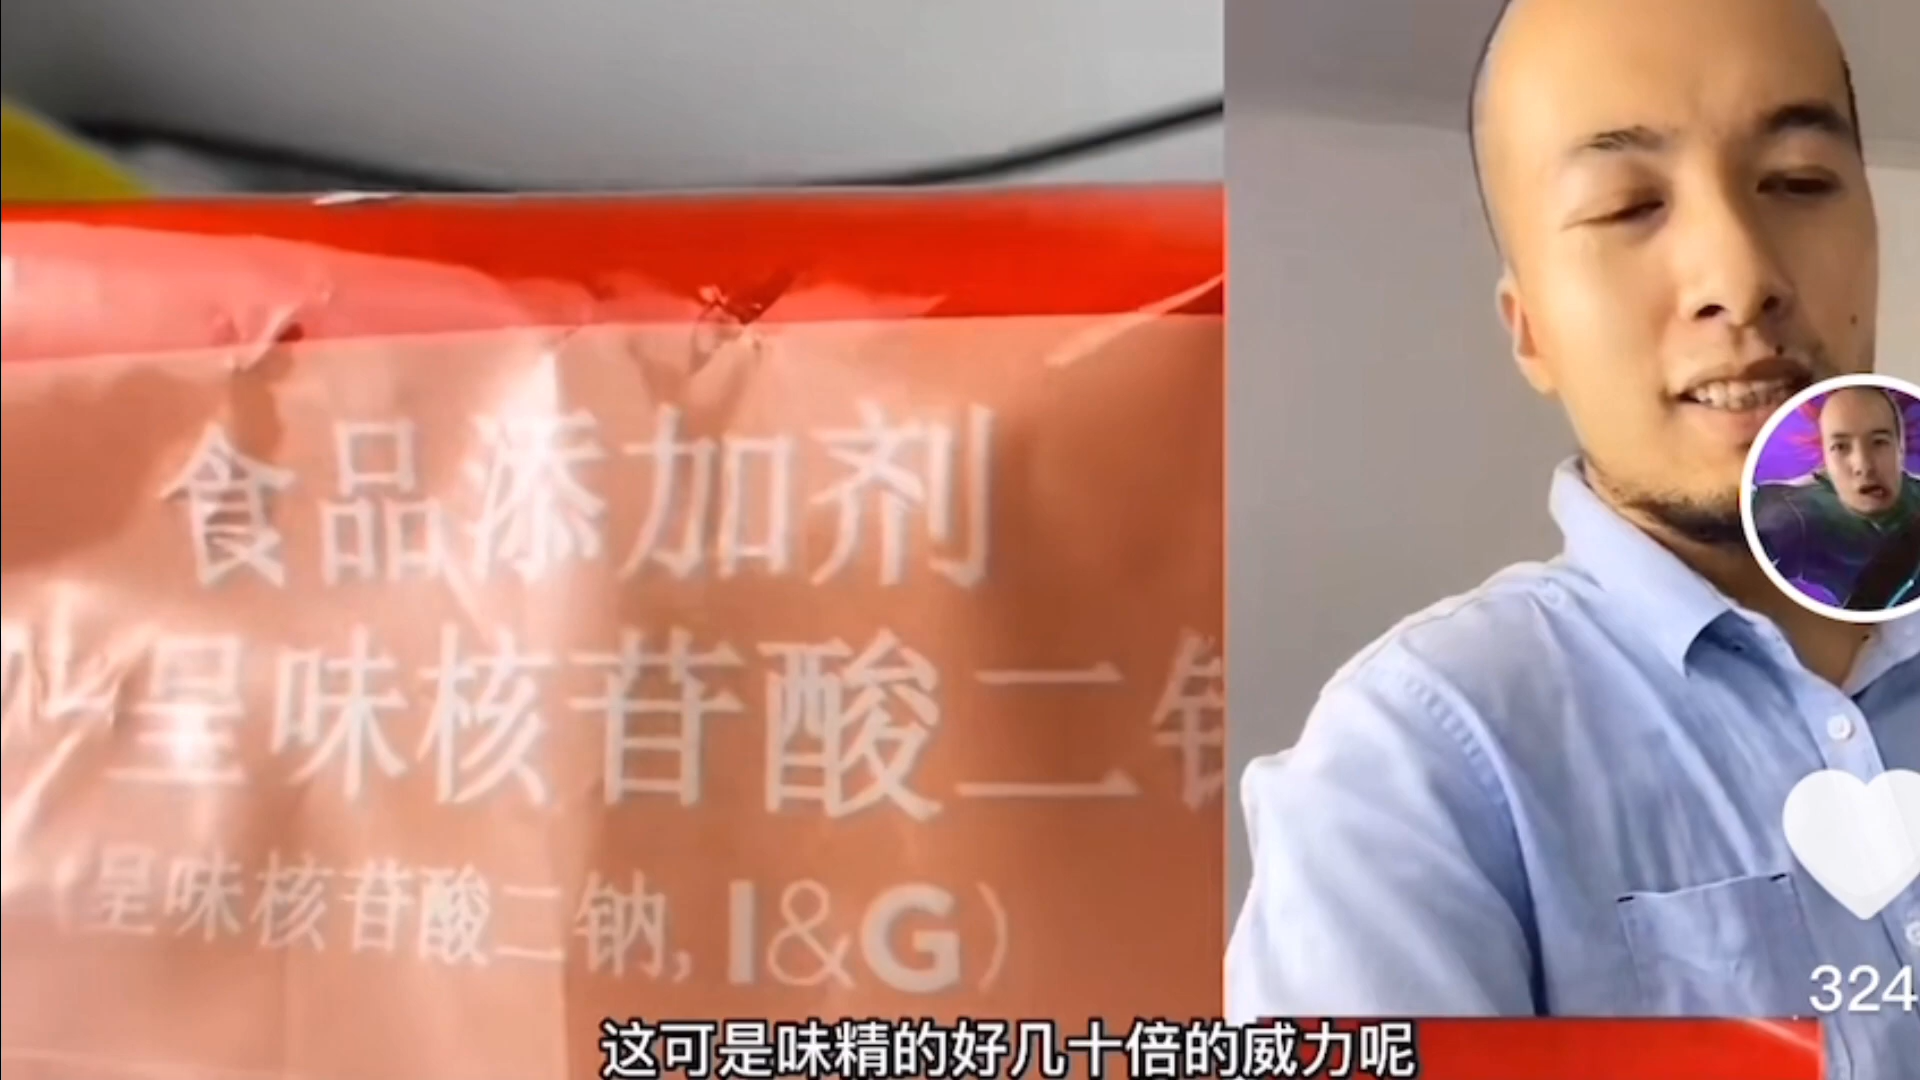 食品添加剂
呈味核苷酸二钠
(呈味核苷酸二钠, I&G)
324
这可是味精的好几十倍的威力呢